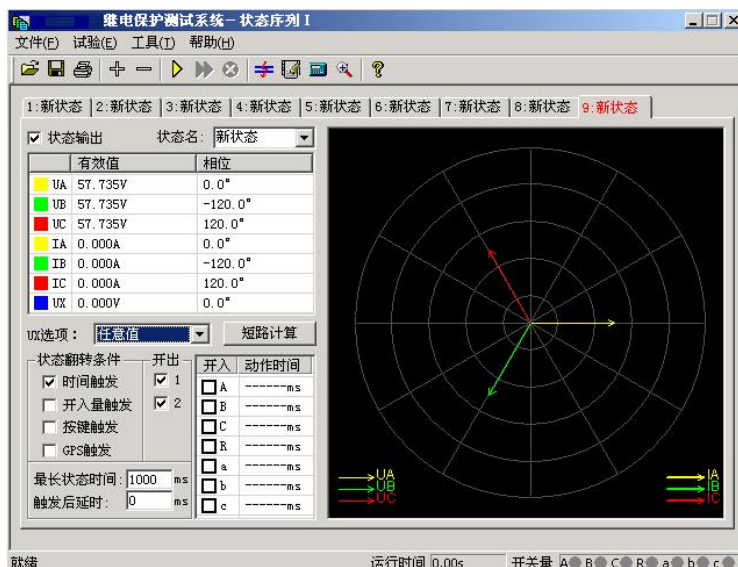 继电保护测试系统-状态序列 I
文件(F) 试验(E) 工具(T) 帮助(H)
1:新状态 2:新状态 3:新状态 4:新状态 5:新状态 6:新状态 7:新状态 8:新状态 9:新状态
状态输出 状态名: 新状态
有效值 相位
UA 57.735V 0.0°
UB 57.735V -120.0°
UC 57.735V 120.0°
IA 0.000A 0.0°
IB 0.000A -120.0°
IC 0.000A 120.0°
UX 0.000V 0.0°
UX选项: 任意值 短路计算
状态翻转条件 开出 开入 动作时间
时间触发 1 A ------ms
开入量触发 2 B ------ms
按键触发 C ------ms
GPS触发 R ------ms
a ------ms
最长状态时间: 1000 ms b ------ms
触发后延时: 0 ms c ------ms
UA IA
UB IB
UC IC
就绪 运行时间 0.00s 开关量 A B C R a b c